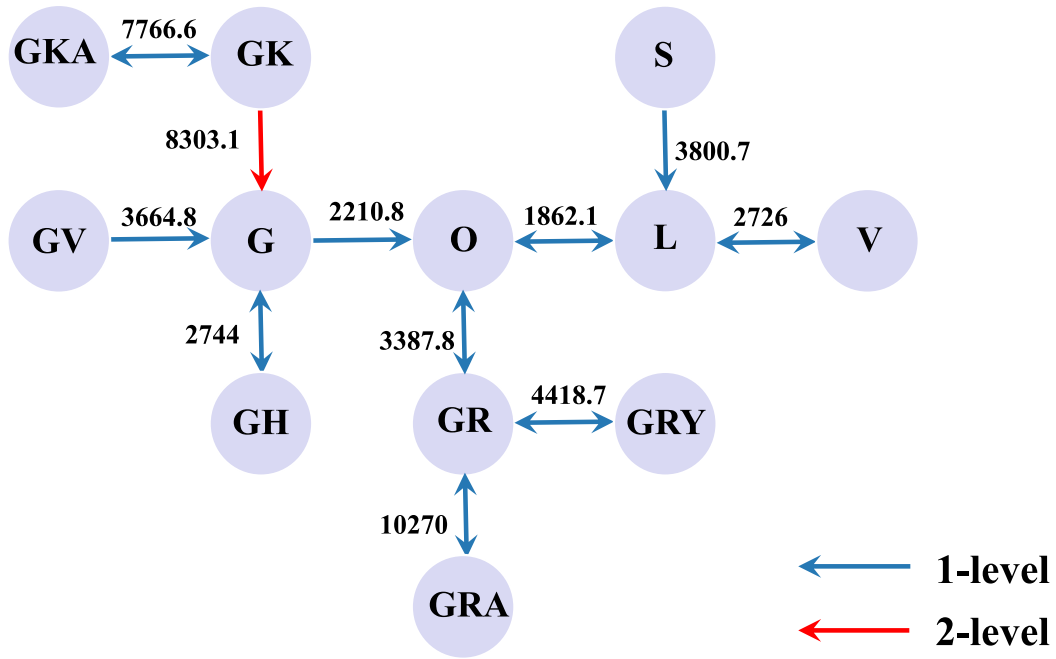 7766.6
GKA
GK
S
8303.1
3800.7
3664.8
2210.8
1862.1
2726
GV
G
O
L
V
2744
3387.8
4418.7
GH
GR
GRY
10270
1-level
GRA
2-level